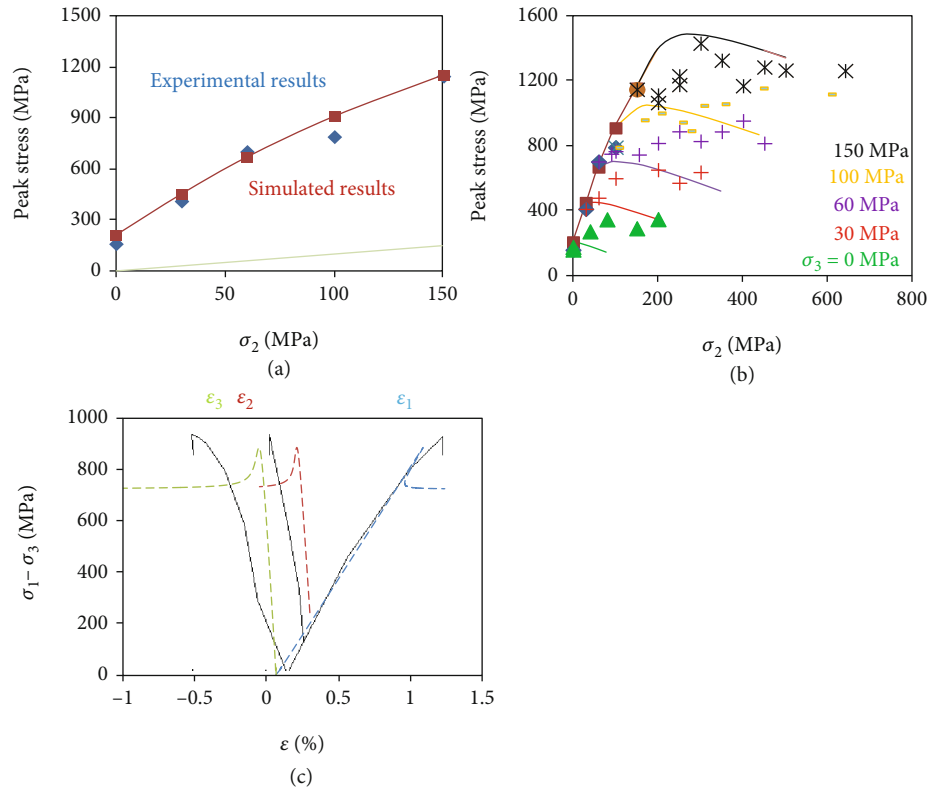 1500
1200
900
600
300
0
Peak stress (MPa)
Experimental results
Simulated results
0
50
100
150
σ2 (MPa)
(a)
1600
1200
800
400
0
Peak stress (MPa)
150 MPa
100 MPa
60 MPa
30 MPa
σ3 = 0 MPa
0
200
400
600
800
σ2 (MPa)
(b)
ε3
ε2
ε1
1000
800
600
400
200
0
σ1– σ3 (MPa)
–1
–0.5
0
0.5
1
1.5
ε (%)
(c)